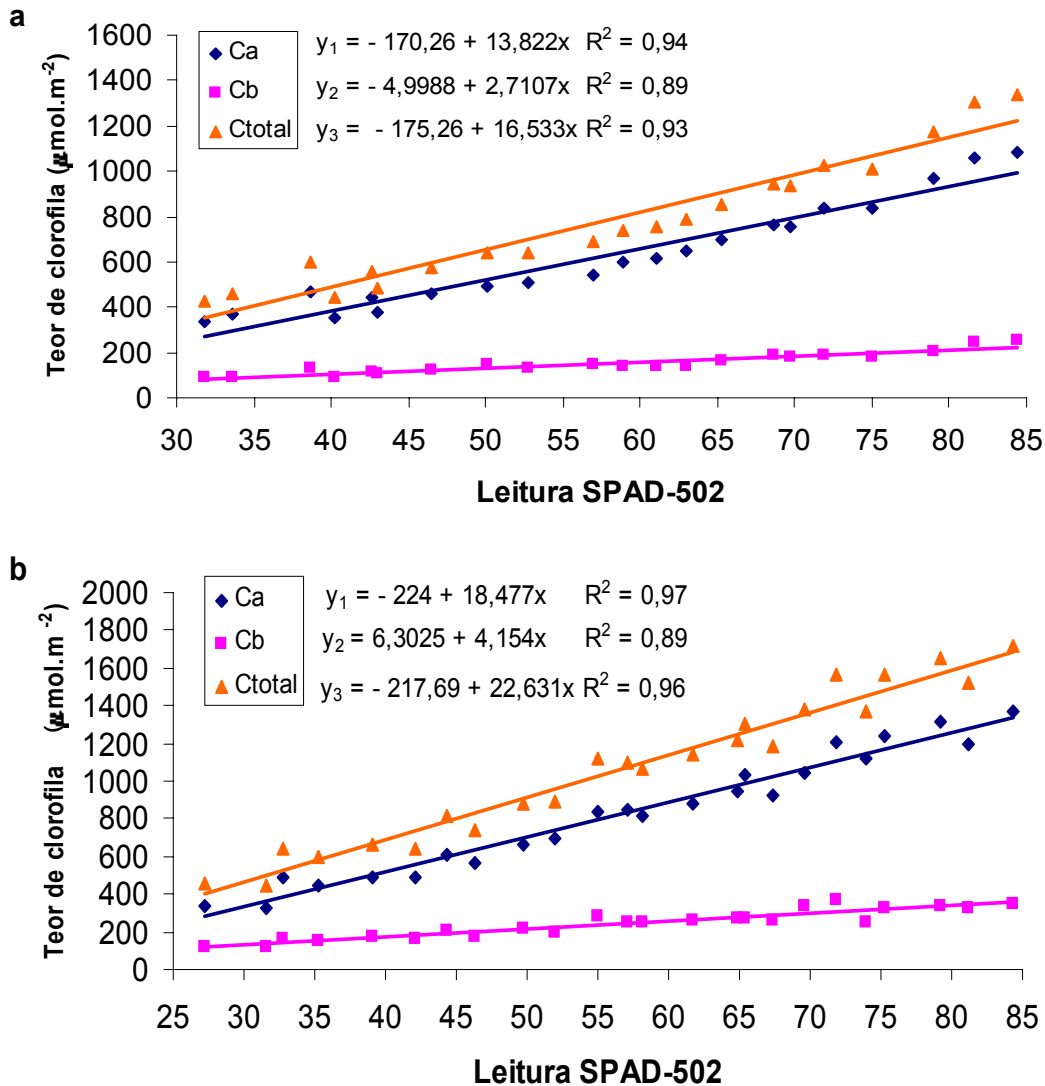 a
Teor de clorofila (μmol.m⁻²)
1600
1400
1200
1000
800
600
400
200
0
Ca y₁ = - 170,26 + 13,822x R² = 0,94
Cb y₂ = - 4,9988 + 2,7107x R² = 0,89
Ctotal y₃ = - 175,26 + 16,533x R² = 0,93
30 35 40 45 50 55 60 65 70 75 80 85
Leitura SPAD-502
b
Teor de clorofila (μmol.m⁻²)
2000
1800
1600
1400
1200
1000
800
600
400
200
0
Ca y₁ = - 224 + 18,477x R² = 0,97
Cb y₂ = 6,3025 + 4,154x R² = 0,89
Ctotal y₃ = - 217,69 + 22,631x R² = 0,96
25 30 35 40 45 50 55 60 65 70 75 80 85
Leitura SPAD-502